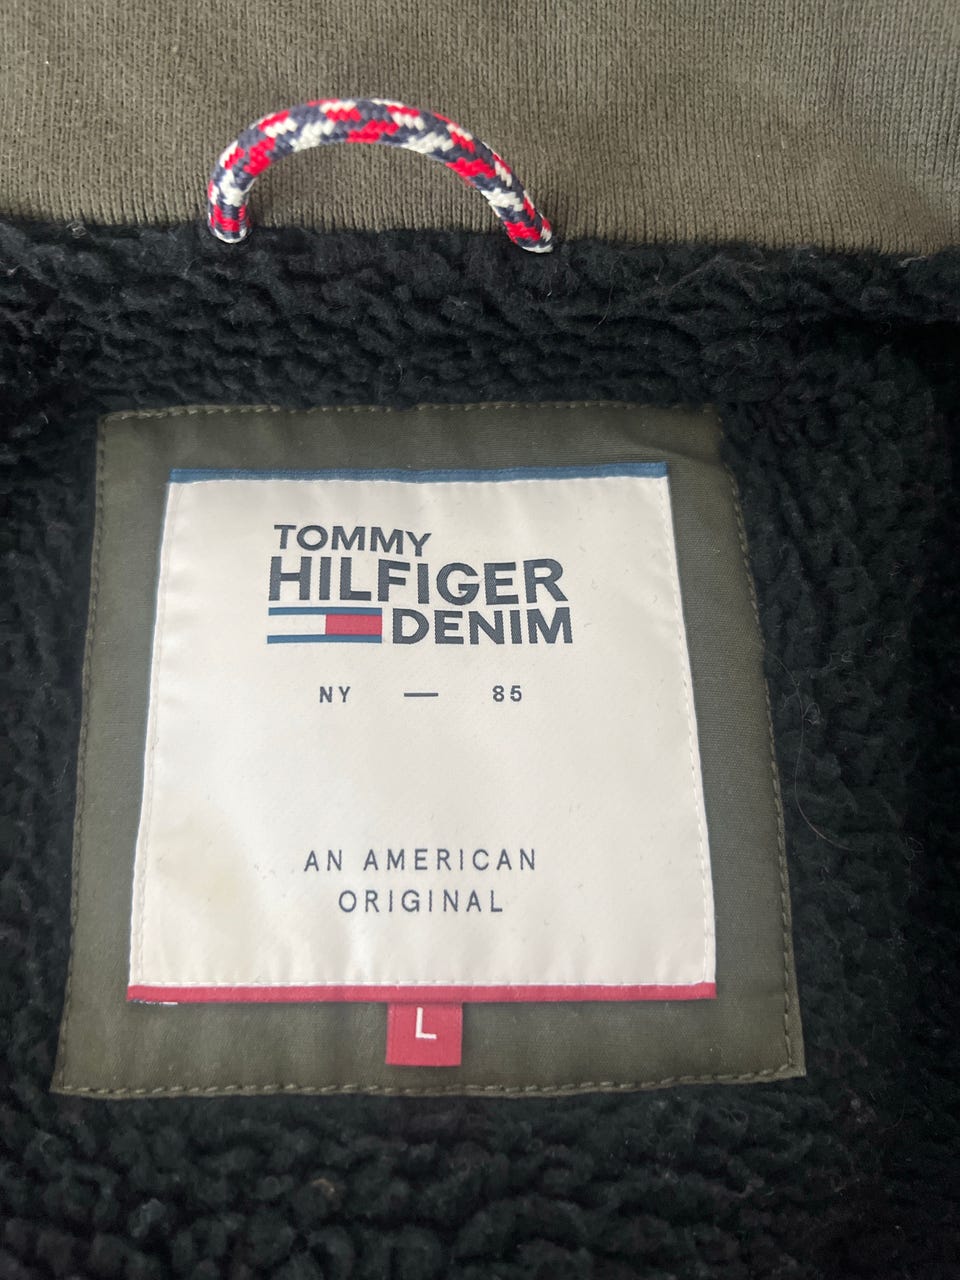 TOMMY
HILFIGER
DENIM
NY — 85
AN AMERICAN
ORIGINAL
L